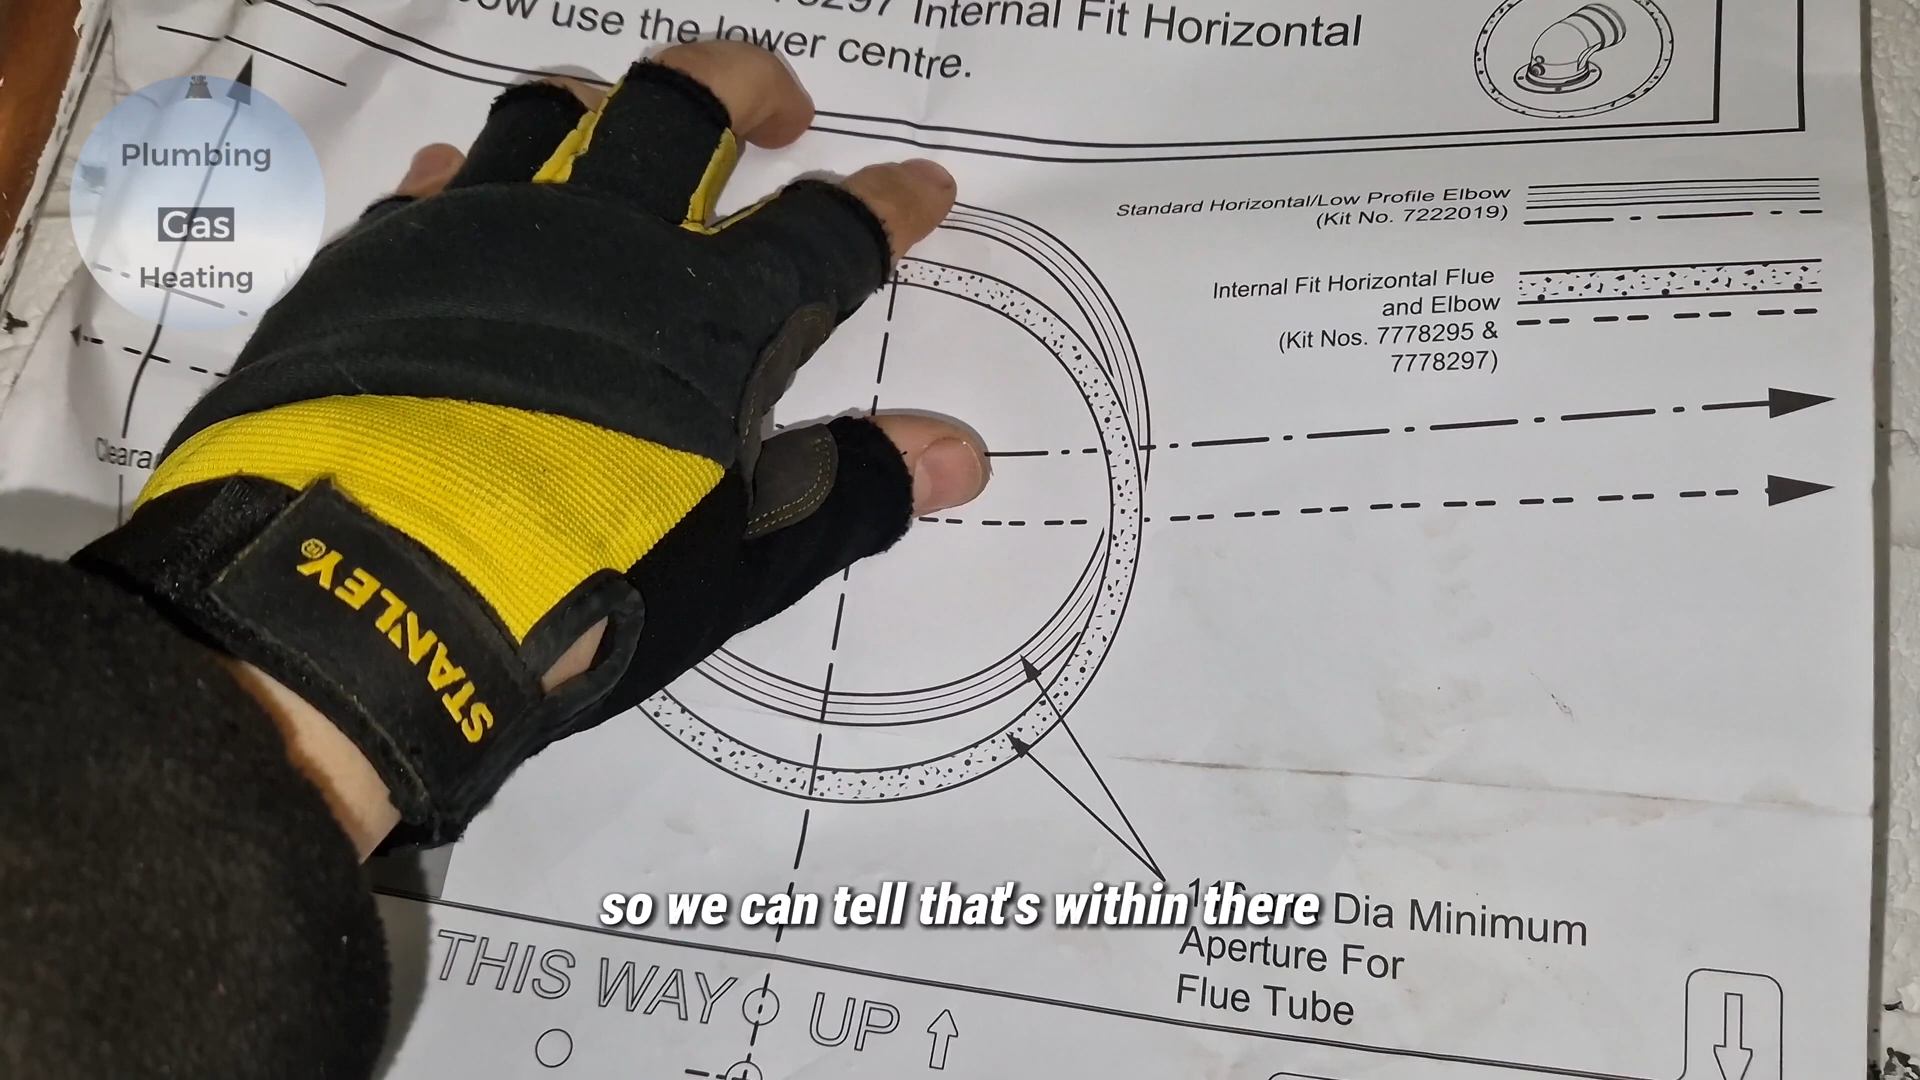 Internal Fit Horizontal
use the lower centre.
Plumbing
Gas
Heating
Standard Horizontal/Low Profile Elbow
(Kit No. 7222019)
Internal Fit Horizontal Flue
and Elbow
(Kit Nos. 7778295 &
7778297)
STANLEY®
so we can tell that's within there
Dia Minimum
Aperture For
Flue Tube
THIS WAY UP